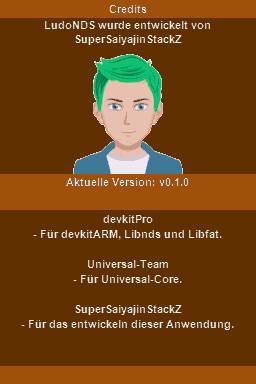 Credits
LudoNDS wurde entwickelt von
SuperSaiyajinStackZ
Aktuelle Version: v0.1.0
devkitPro
- Für devkitARM, Libnds und Libfat.
Universal-Team
- Für Universal-Core.
SuperSaiyajinStackZ
- Für das entwickeln dieser Anwendung.